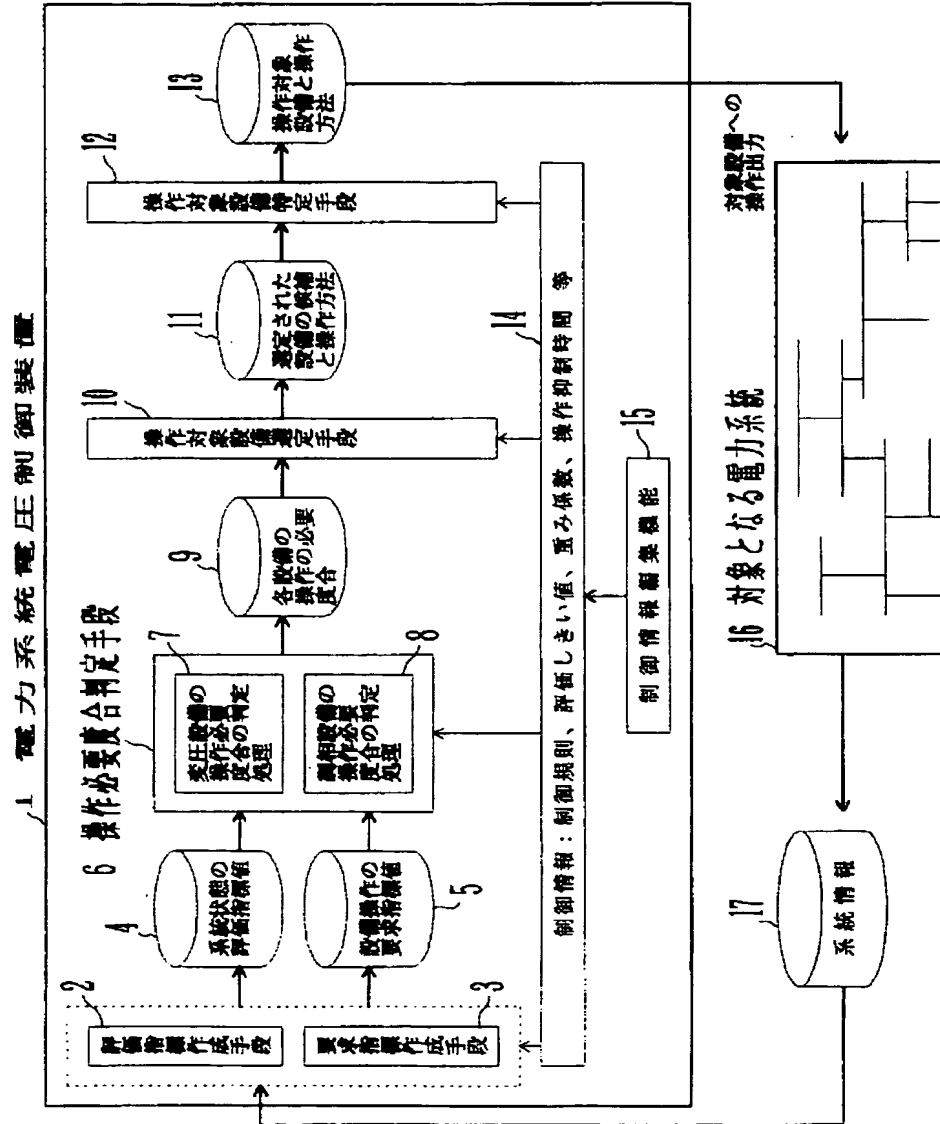 1
電力系統電圧制御装置
2
評価指標作成手段
3
要求指標作成手段
4
系統状態の
評価指標値
5
設備操作の
要求指標値
6 操作必要度合判定手段
7
変圧設備の
操作必要
度合の判定
処理
8
調相設備の
操作必要
度合の判定
処理
9
各設備の
操作の必要
度合
10
操作対象設備選定手段
11
選定された
設備の候補
と操作方法
12
操作対象設備特定手段
13
操作対象
設備と操作
方法
14
制御情報：制御規則、評価しきい値、重み係数、操作抑制時間 等
15
制御情報編集機能
対象設備への
操作出力
16 対象となる電力系統
17
系統情報